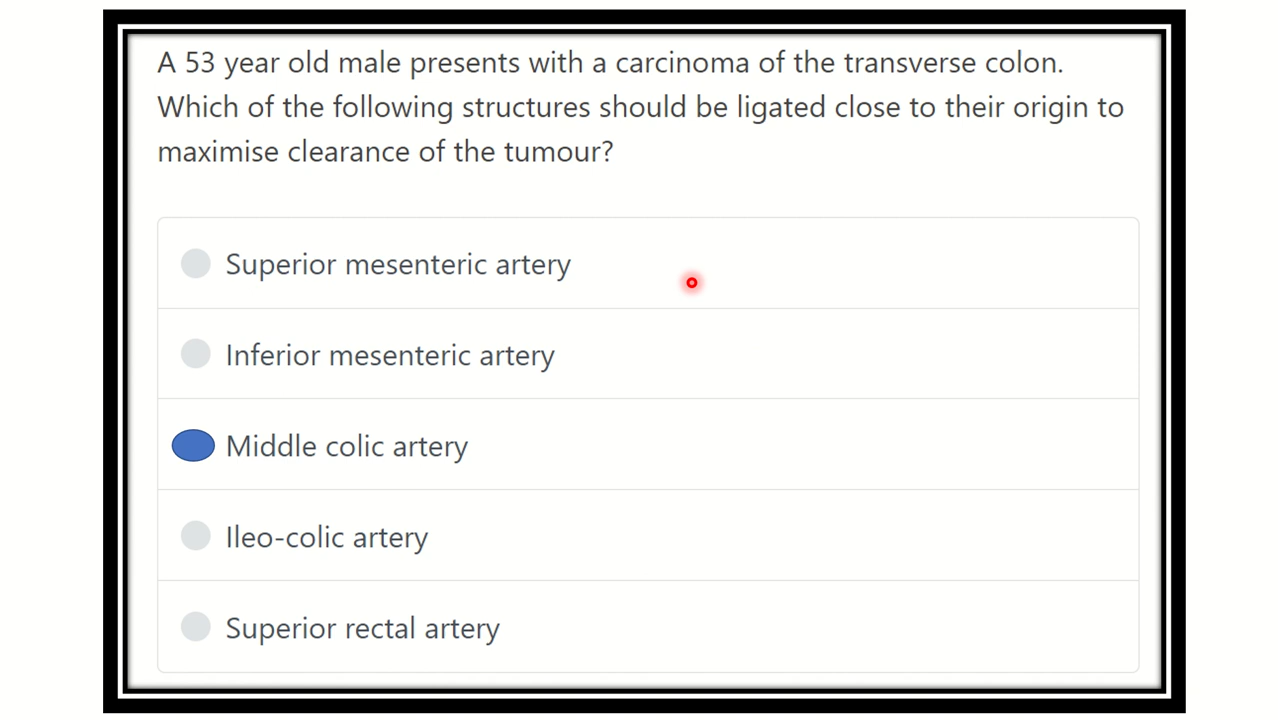 A 53 year old male presents with a carcinoma of the transverse colon.
Which of the following structures should be ligated close to their origin to
maximise clearance of the tumour?
Superior mesenteric artery
Inferior mesenteric artery
Middle colic artery
Ileo-colic artery
Superior rectal artery